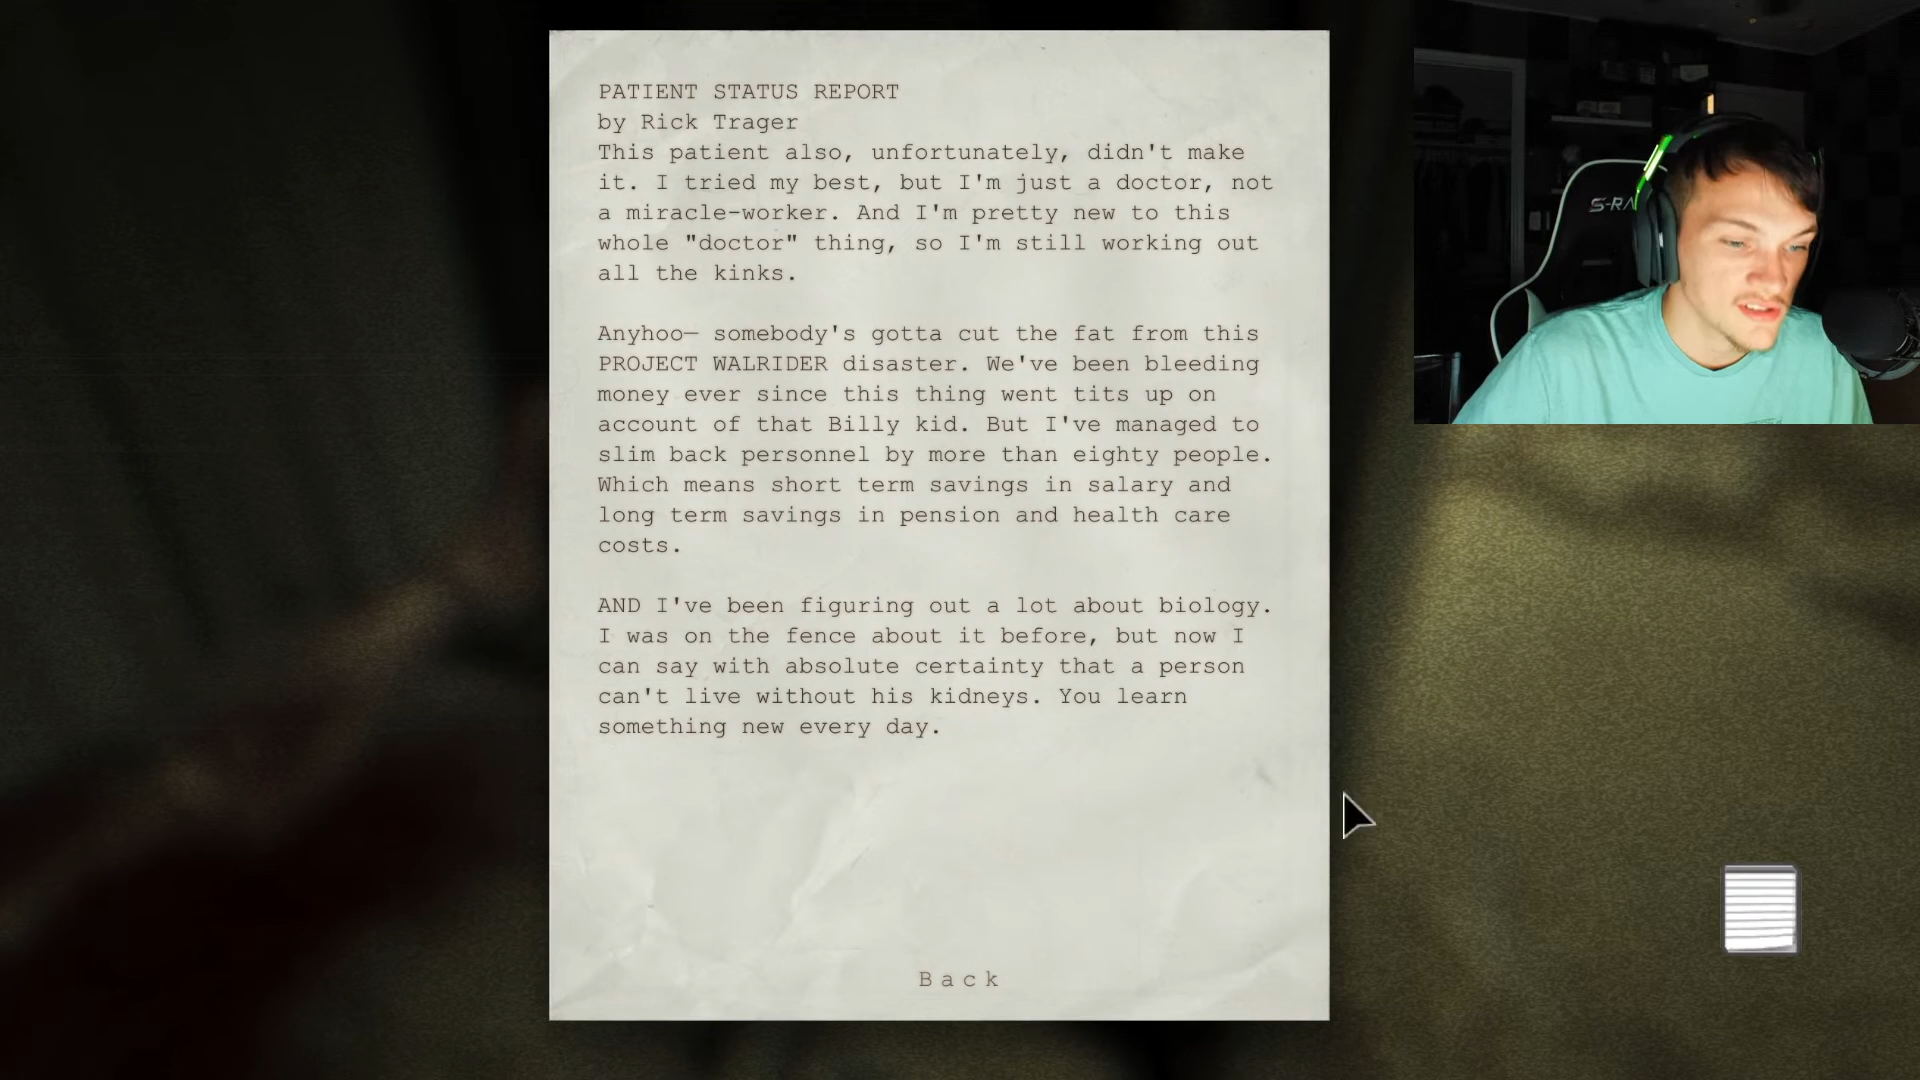 PATIENT STATUS REPORT
by Rick Trager
This patient also, unfortunately, didn't make
it. I tried my best, but I'm just a doctor, not
a miracle-worker. And I'm pretty new to this
whole "doctor" thing, so I'm still working out
all the kinks.
Anyhoo— somebody's gotta cut the fat from this
PROJECT WALRIDER disaster. We've been bleeding
money ever since this thing went tits up on
account of that Billy kid. But I've managed to
slim back personnel by more than eighty people.
Which means short term savings in salary and
long term savings in pension and health care
costs.
AND I've been figuring out a lot about biology.
I was on the fence about it before, but now I
can say with absolute certainty that a person
can't live without his kidneys. You learn
something new every day.
Back